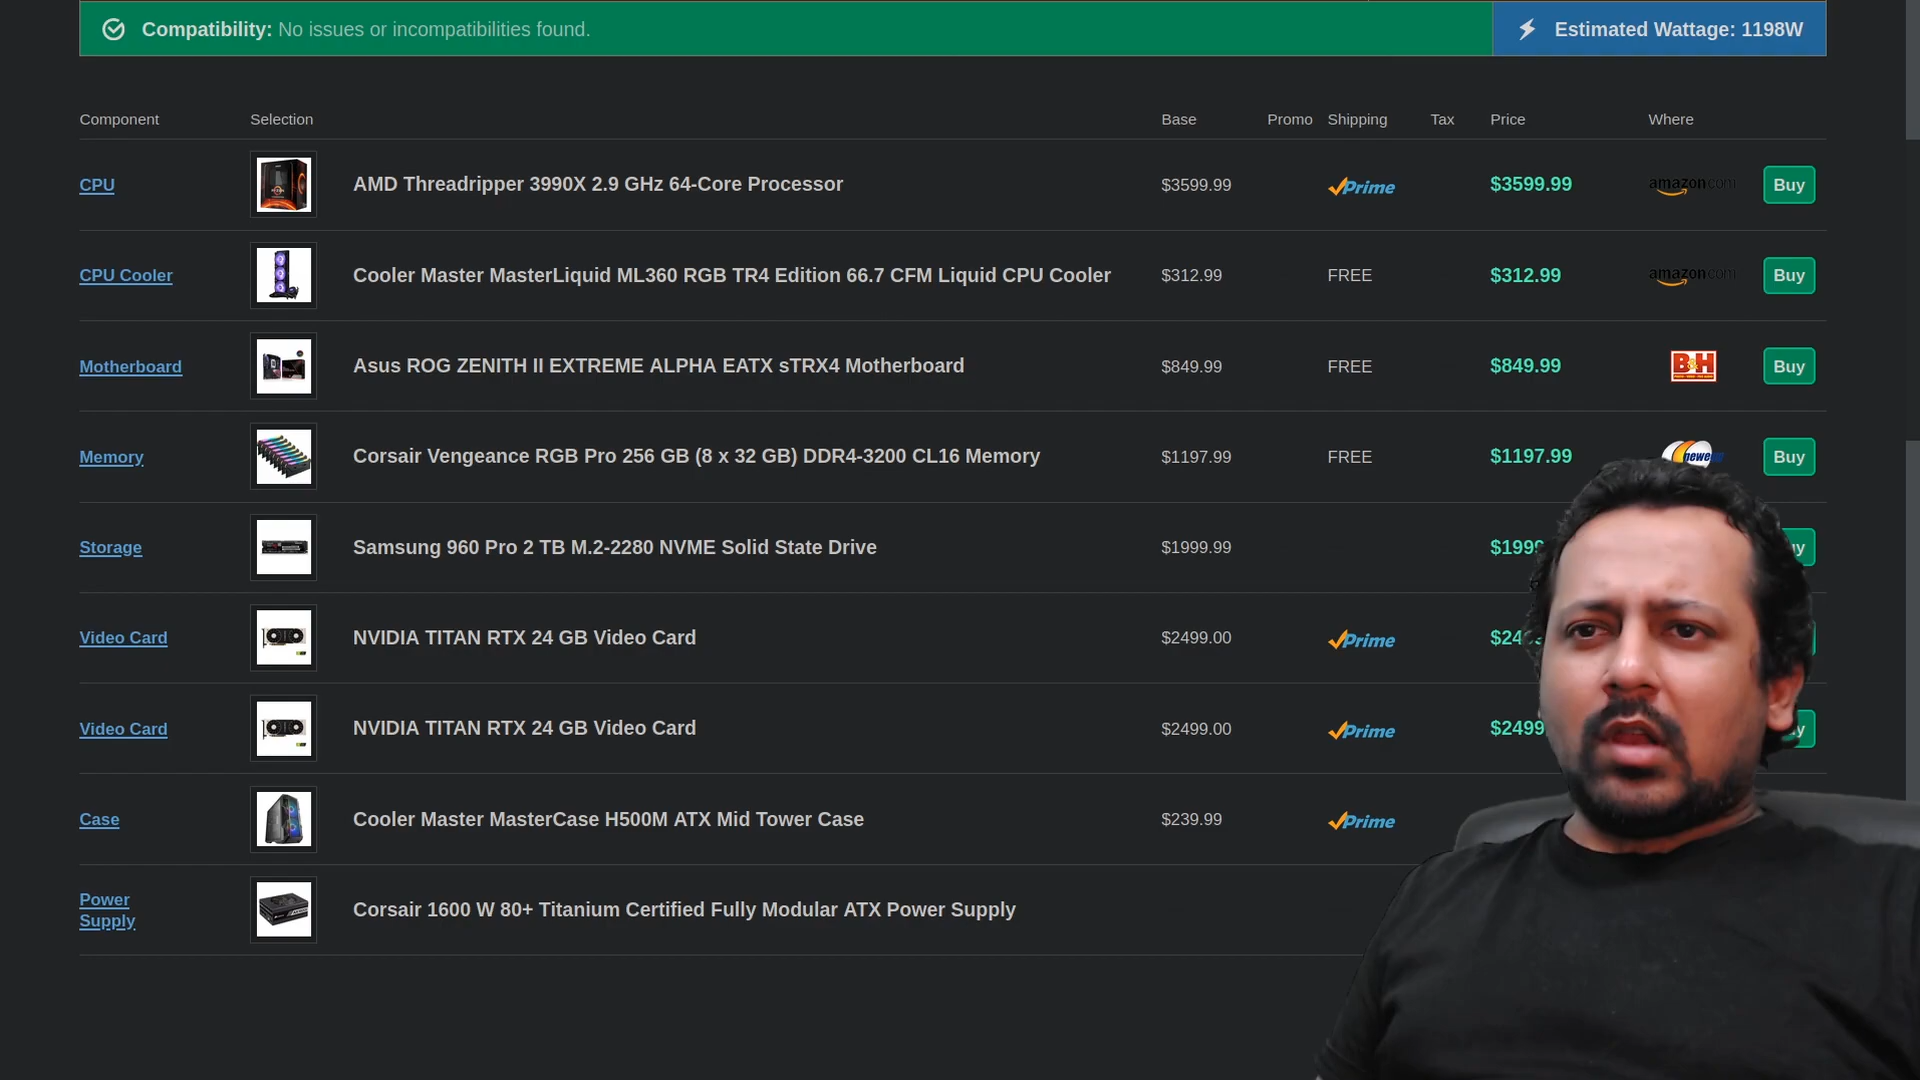 Compatibility: No issues or incompatibilities found.
Estimated Wattage: 1198W
Component Selection Base Promo Shipping Tax Price Where
CPU AMD Threadripper 3990X 2.9 GHz 64-Core Processor $3599.99 Prime $3599.99 amazon.com Buy
CPU Cooler Cooler Master MasterLiquid ML360 RGB TR4 Edition 66.7 CFM Liquid CPU Cooler $312.99 FREE $312.99 amazon.com Buy
Motherboard Asus ROG ZENITH II EXTREME ALPHA EATX sTRX4 Motherboard $849.99 FREE $849.99 B&H Buy
Memory Corsair Vengeance RGB Pro 256 GB (8 x 32 GB) DDR4-3200 CL16 Memory $1197.99 FREE $1197.99 newegg Buy
Storage Samsung 960 Pro 2 TB M.2-2280 NVME Solid State Drive $1999.99 $1999
Video Card NVIDIA TITAN RTX 24 GB Video Card $2499.00 Prime
Video Card NVIDIA TITAN RTX 24 GB Video Card $2499.00 Prime $2499
Case Cooler Master MasterCase H500M ATX Mid Tower Case $239.99 Prime
Power
Supply
Corsair 1600 W 80+ Titanium Certified Fully Modular ATX Power Supply